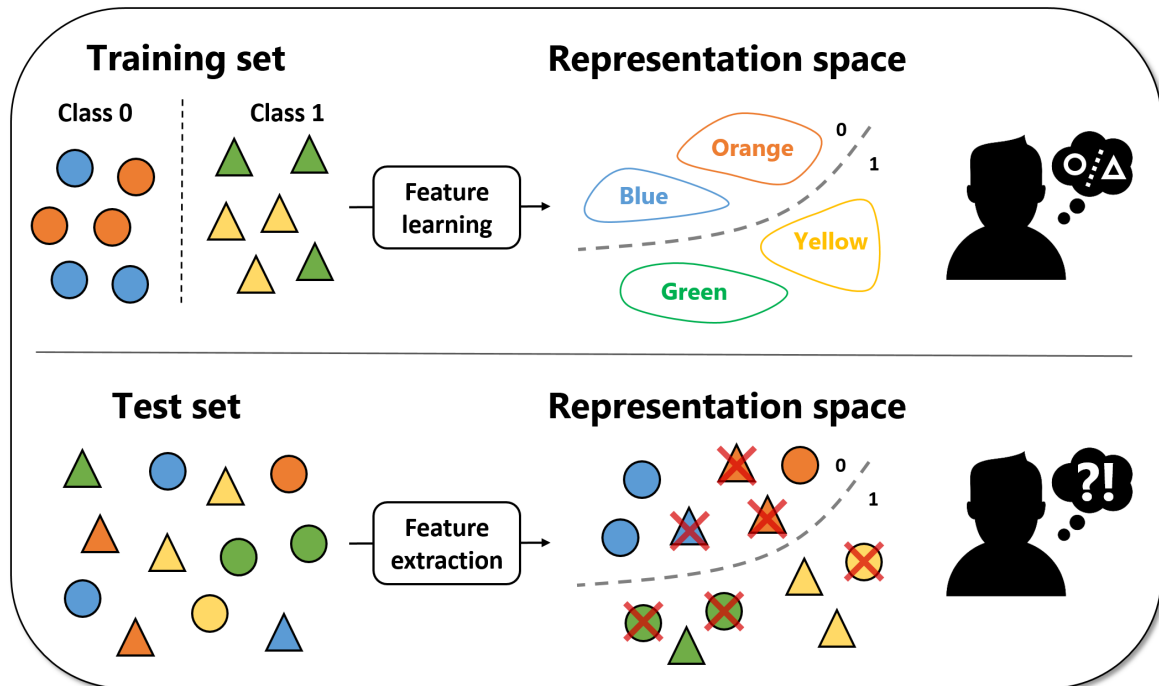 Training set
Class 0
Class 1
Feature
learning
Representation space
Orange
Blue
Yellow
Green
0
1
Test set
Feature
extraction
Representation space
0
1
?!